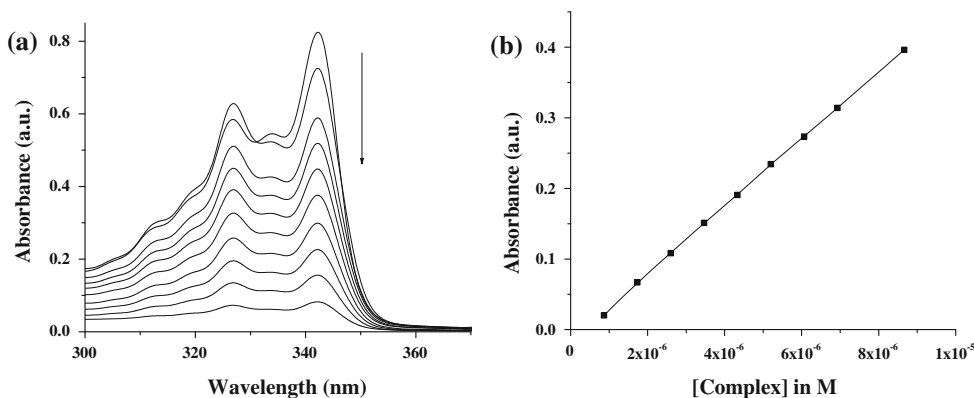 (a)
Absorbance (a.u.)
0.8
0.6
0.4
0.2
0.0
300
320
340
360
Wavelength (nm)
(b)
Absorbance (a.u.)
0.4
0.3
0.2
0.1
0.0
0
2x10-6
4x10-6
6x10-6
8x10-6
1x10-5
[Complex] in M